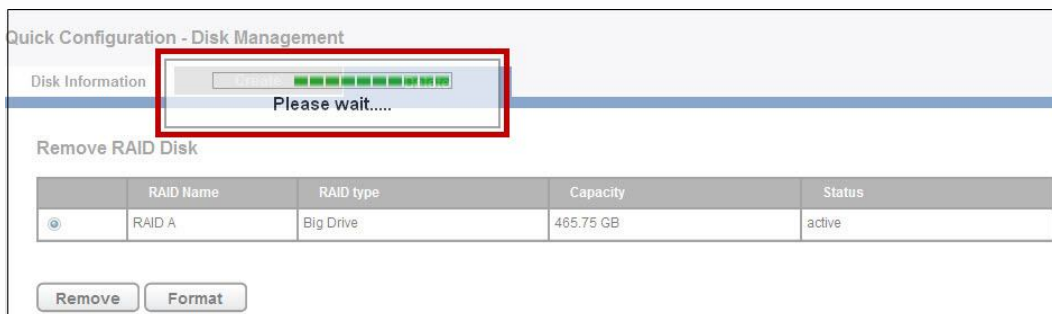 Quick Configuration - Disk Management
Disk Information
Please wait.....
Remove RAID Disk
RAID Name RAID type Capacity Status
RAID A Big Drive 465.75 GB active
Remove Format